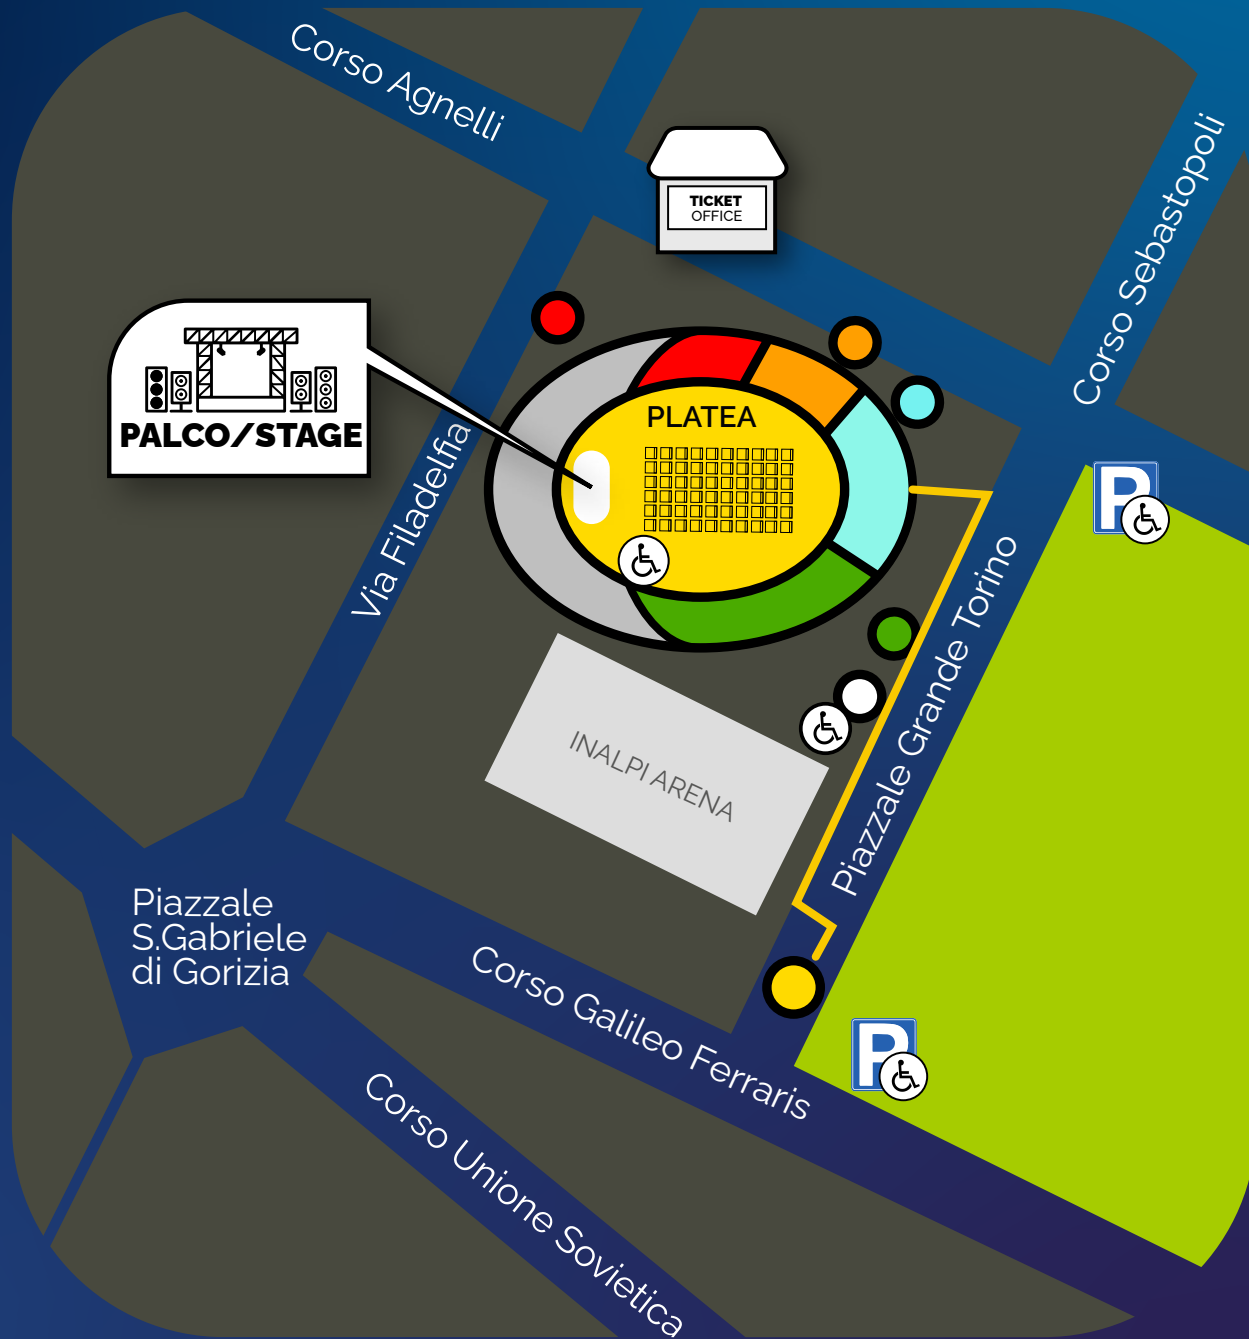 Corso Agnelli
Corso Sebastopoli
TICKET
OFFICE
PALCO/STAGE
PLATEA
Via Filadelfia
P
Piazzale Grande Torino
INALPI ARENA
Piazzale
S.Gabriele
di Gorizia
Corso Galileo Ferraris
P
Corso Unione Sovietica